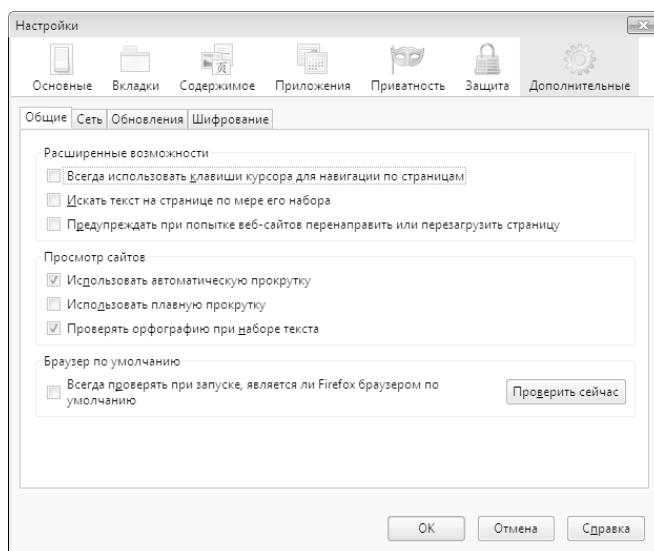 Настройки
Основные Вкладки Содержимое Приложения Приватность Защита Дополнительные
Общие Сеть Обновления Шифрование
Расширенные возможности
Всегда использовать клавиши курсора для навигации по страницам
Искать текст на странице по мере его набора
Предупреждать при попытке веб-сайтов перенаправить или перезагрузить страницу
Просмотр сайтов
Использовать автоматическую прокрутку
Использовать плавную прокрутку
Проверять орфографию при наборе текста
Браузер по умолчанию
Всегда проверять при запуске, является ли Firefox браузером по
умолчанию
Проверить сейчас
ОК Отмена Справка